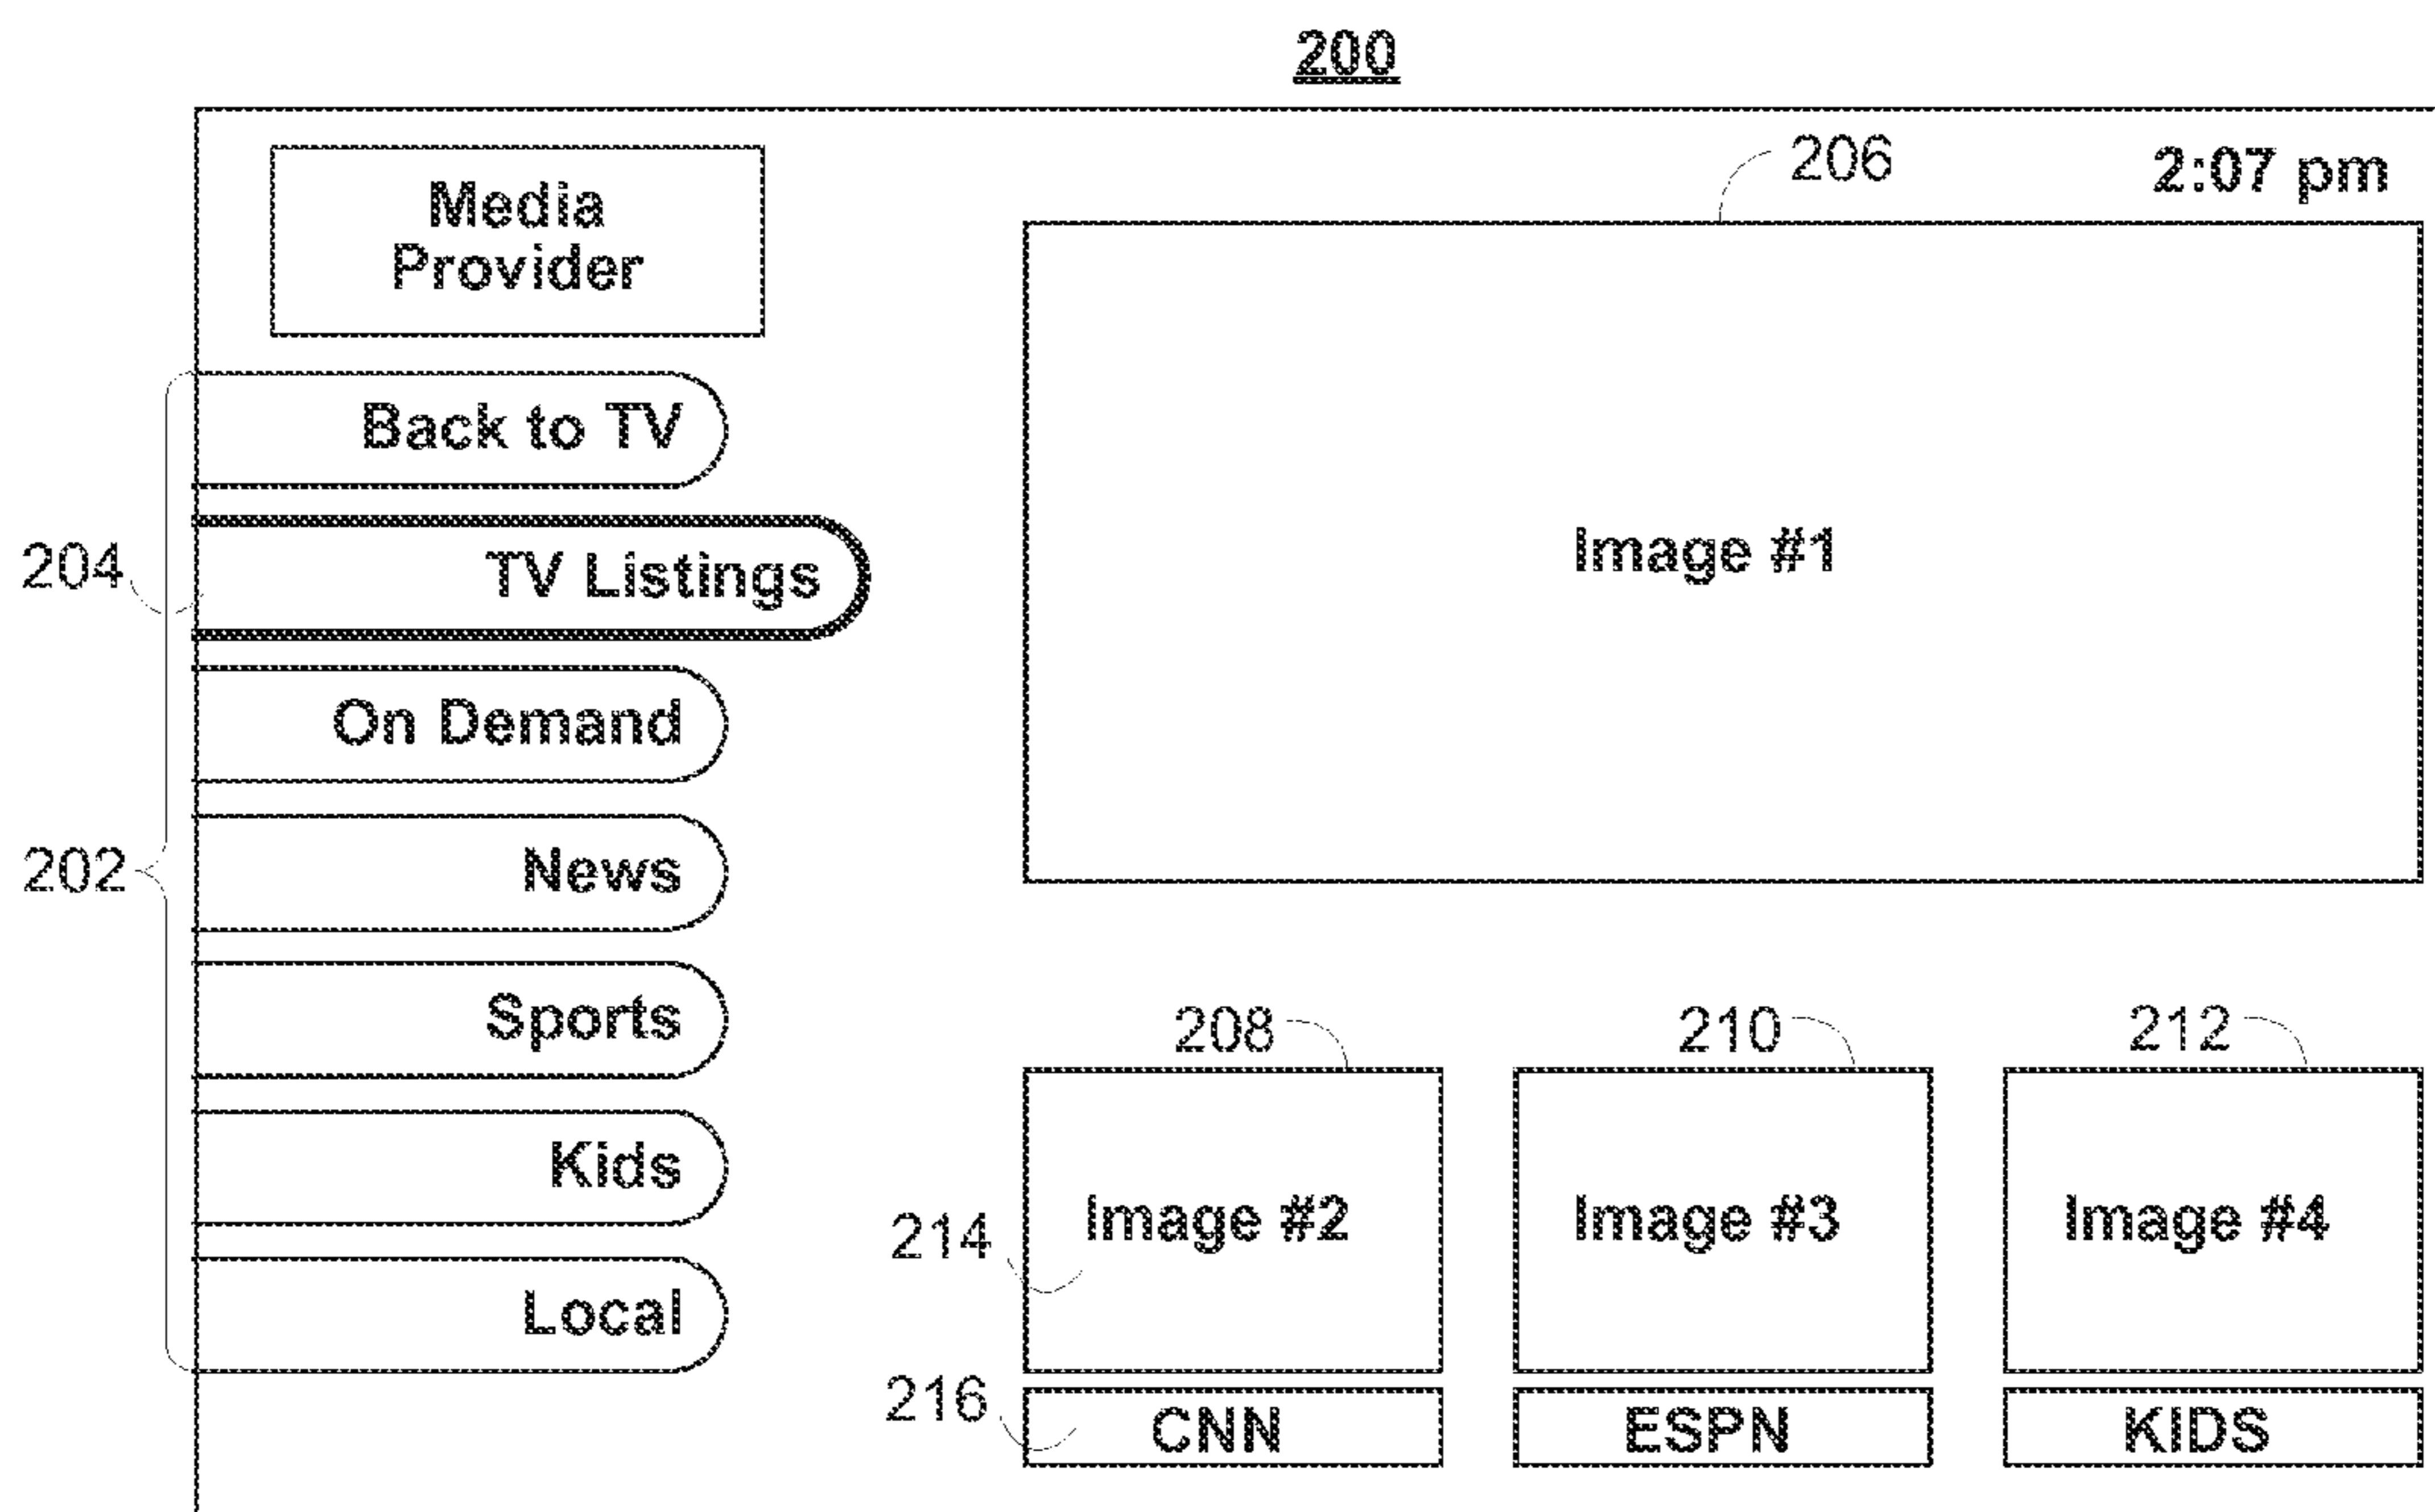 200
206
2:07 pm
Media
Provider
Back to TV
204
TV Listings
Image #1
On Demand
202
News
Sports
208
210
212
Kids
214
Image #2
Image #3
Image #4
Local
216
CNN
ESPN
KIDS